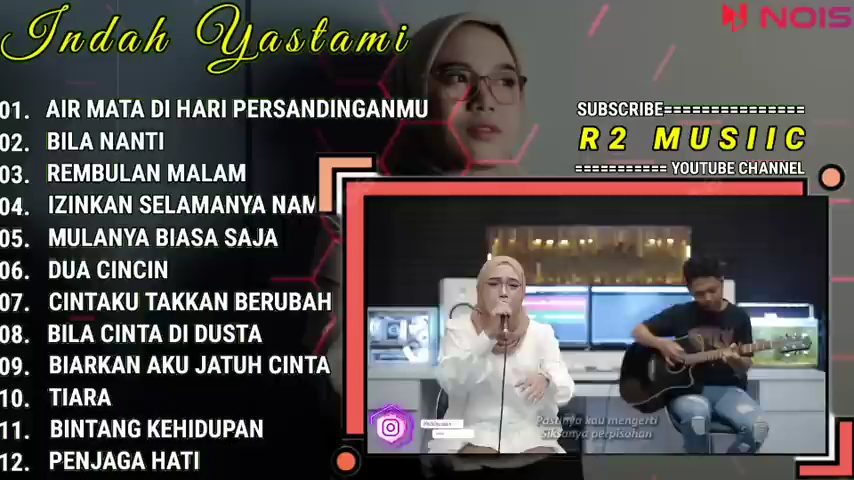 Indah Yastami
NOIS
01. AIR MATA DI HARI PERSANDINGANMU
02. BILA NANTI
03. REMBULAN MALAM
04. IZINKAN SELAMANYA NAM
05. MULANYA BIASA SAJA
06. DUA CINCIN
07. CINTAKU TAKKAN BERUBAH
08. BILA CINTA DI DUSTA
09. BIARKAN AKU JATUH CINTA
10. TIARA
11. BINTANG KEHIDUPAN
12. PENJAGA HATI
SUBSCRIBE===============
R2 MUSIIC
=========== YOUTUBE CHANNEL
Pastinya kau mengerti
Siksanya perpisahan